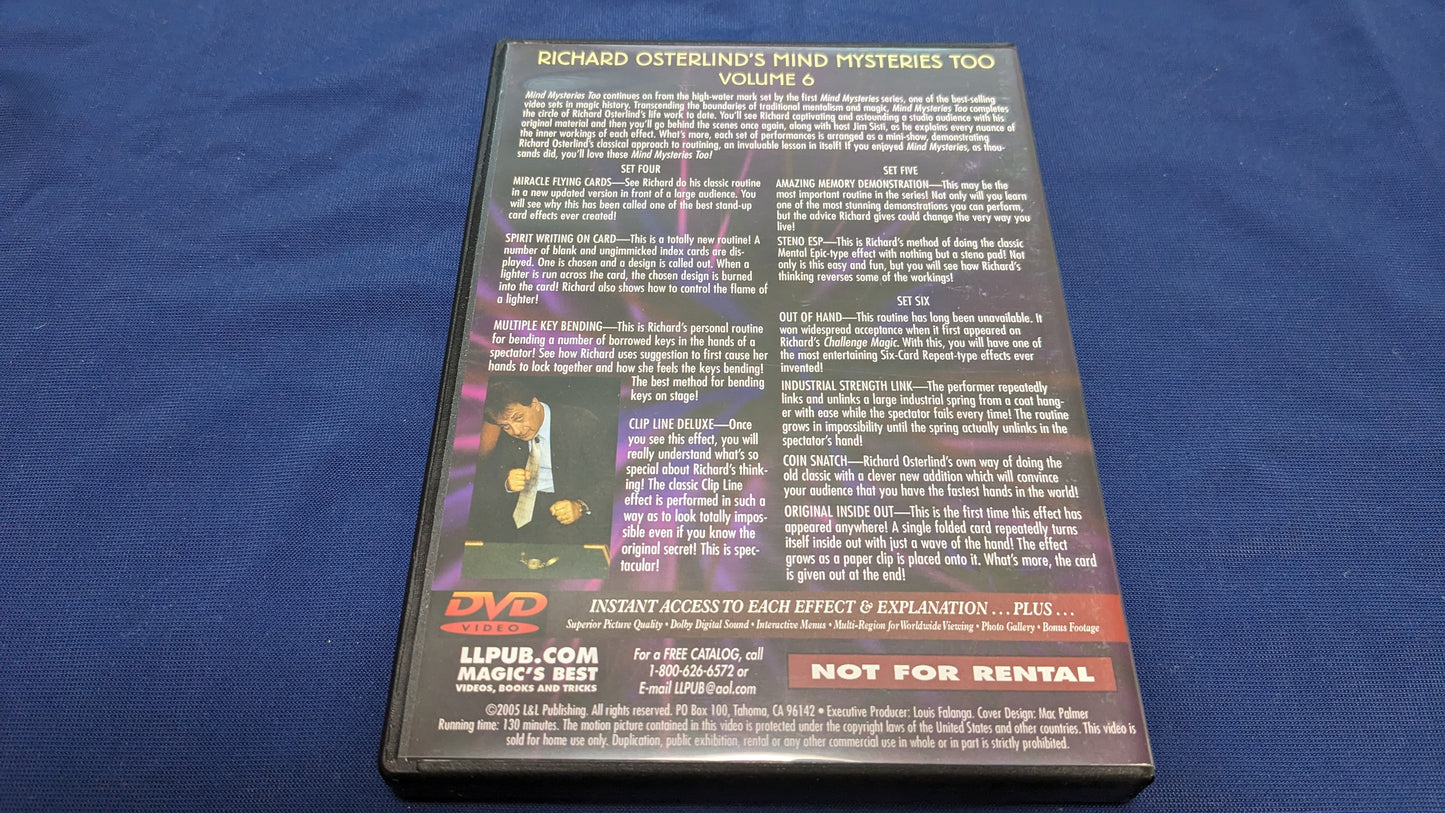 RICHARD OSTERLIND'S MIND MYSTERIES TOO
VOLUME 6
Mind Mysteries Too continues on from the high-water mark set by the first Mind Mysteries series, one of the best-selling
video sets in magic history. Transcending the boundaries of traditional mentalism and magic, Mind Mysteries Too completes
the circle of Richard Osterlind's life work to date. You'll see Richard captivating and astounding a studio audience with his
original material and then you'll go behind the scenes once again, along with host Jim Sisti, as he explains every nuance of
the inner workings of each effect. What's more, each set of performances is arranged as a mini-show, demonstrating
Richard Osterlind's classical approach to routining, an invaluable lesson in itself! If you enjoyed Mind Mysteries, as thou-
sands did, you'll love these Mind Mysteries Too!
SET FOUR
MIRACLE FLYING CARDS—See Richard do his classic routine
in a new updated version in front of a large audience. You
will see why this has been called one of the best stand-up
card effects ever created!
SPIRIT WRITING ON CARD—This is a totally new routine! A
number of blank and ungimmicked index cards are dis-
played. One is chosen and a design is called out. When a
lighter is run across the card, the chosen design is burned
into the card! Richard also shows how to control the flame of
a lighter!
MULTIPLE KEY BENDING—This is Richard's personal routine
for bending a number of borrowed keys in the hands of a
spectator! See how Richard uses suggestion to first cause her
hands to lock together and how she feels the keys bending!
The best method for bending
keys on stage!
CLIP LINE DELUXE—Once
you see this effect, you will
really understand what's so
special about Richard's think-
ing! The classic Clip Line
effect is performed in such a
way as to look totally impos-
sible even if you know the
original secret! This is spec-
tacular!
SET FIVE
AMAZING MEMORY DEMONSTRATION—This may be the
most important routine in the series! Not only will you learn
one of the most stunning demonstrations you can perform,
but the advice Richard gives could change the very way you
live!
STENO ESP—This is Richard's method of doing the classic
Mental Epic-type effect with nothing but a steno pad! Not
only is this easy and fun, but you will see how Richard's
thinking reverses some of the workings!
SET SIX
OUT OF HAND—This routine has long been unavailable. It
won widespread acceptance when it first appeared on
Richard's Challenge Magic. With this, you will have one of
the most entertaining Six-Card Repeat-type effects ever
invented!
INDUSTRIAL STRENGTH LINK—The performer repeatedly
links and unlinks a large industrial spring from a coat hang-
er with ease while the spectator fails every time! The routine
grows in impossibility until the spring actually unlinks in the
spectator's hand!
COIN SNATCH—Richard Osterlind's own way of doing the
old classic with a clever new addition which will convince
your audience that you have the fastest hands in the world!
ORIGINAL INSIDE OUT—This is the first time this effect has
appeared anywhere! A single folded card repeatedly turns
itself inside out with just a wave of the hand! The effect
grows as a paper clip is placed onto it. What's more, the card
is given out at the end!
DVD
VIDEO
INSTANT ACCESS TO EACH EFFECT & EXPLANATION . . . PLUS . . .
Superior Picture Quality • Dolby Digital Sound • Interactive Menus • Multi-Region for Worldwide Viewing • Photo Gallery • Bonus Footage
LLPUB.COM
MAGIC'S BEST
VIDEOS, BOOKS AND TRICKS
For a FREE CATALOG, call
1-800-626-6572 or
E-mail LLPUB@aol.com
NOT FOR RENTAL
©2005 L&L Publishing. All rights reserved. PO Box 100, Tahoma, CA 96142 • Executive Producer: Louis Falanga. Cover Design: Mac Palmer
Running time: 130 minutes. The motion picture contained in this video is protected under the copyright laws of the United States and other countries. This video is
sold for home use only. Duplication, public exhibition, rental or any other commercial use in whole or in part is strictly prohibited.